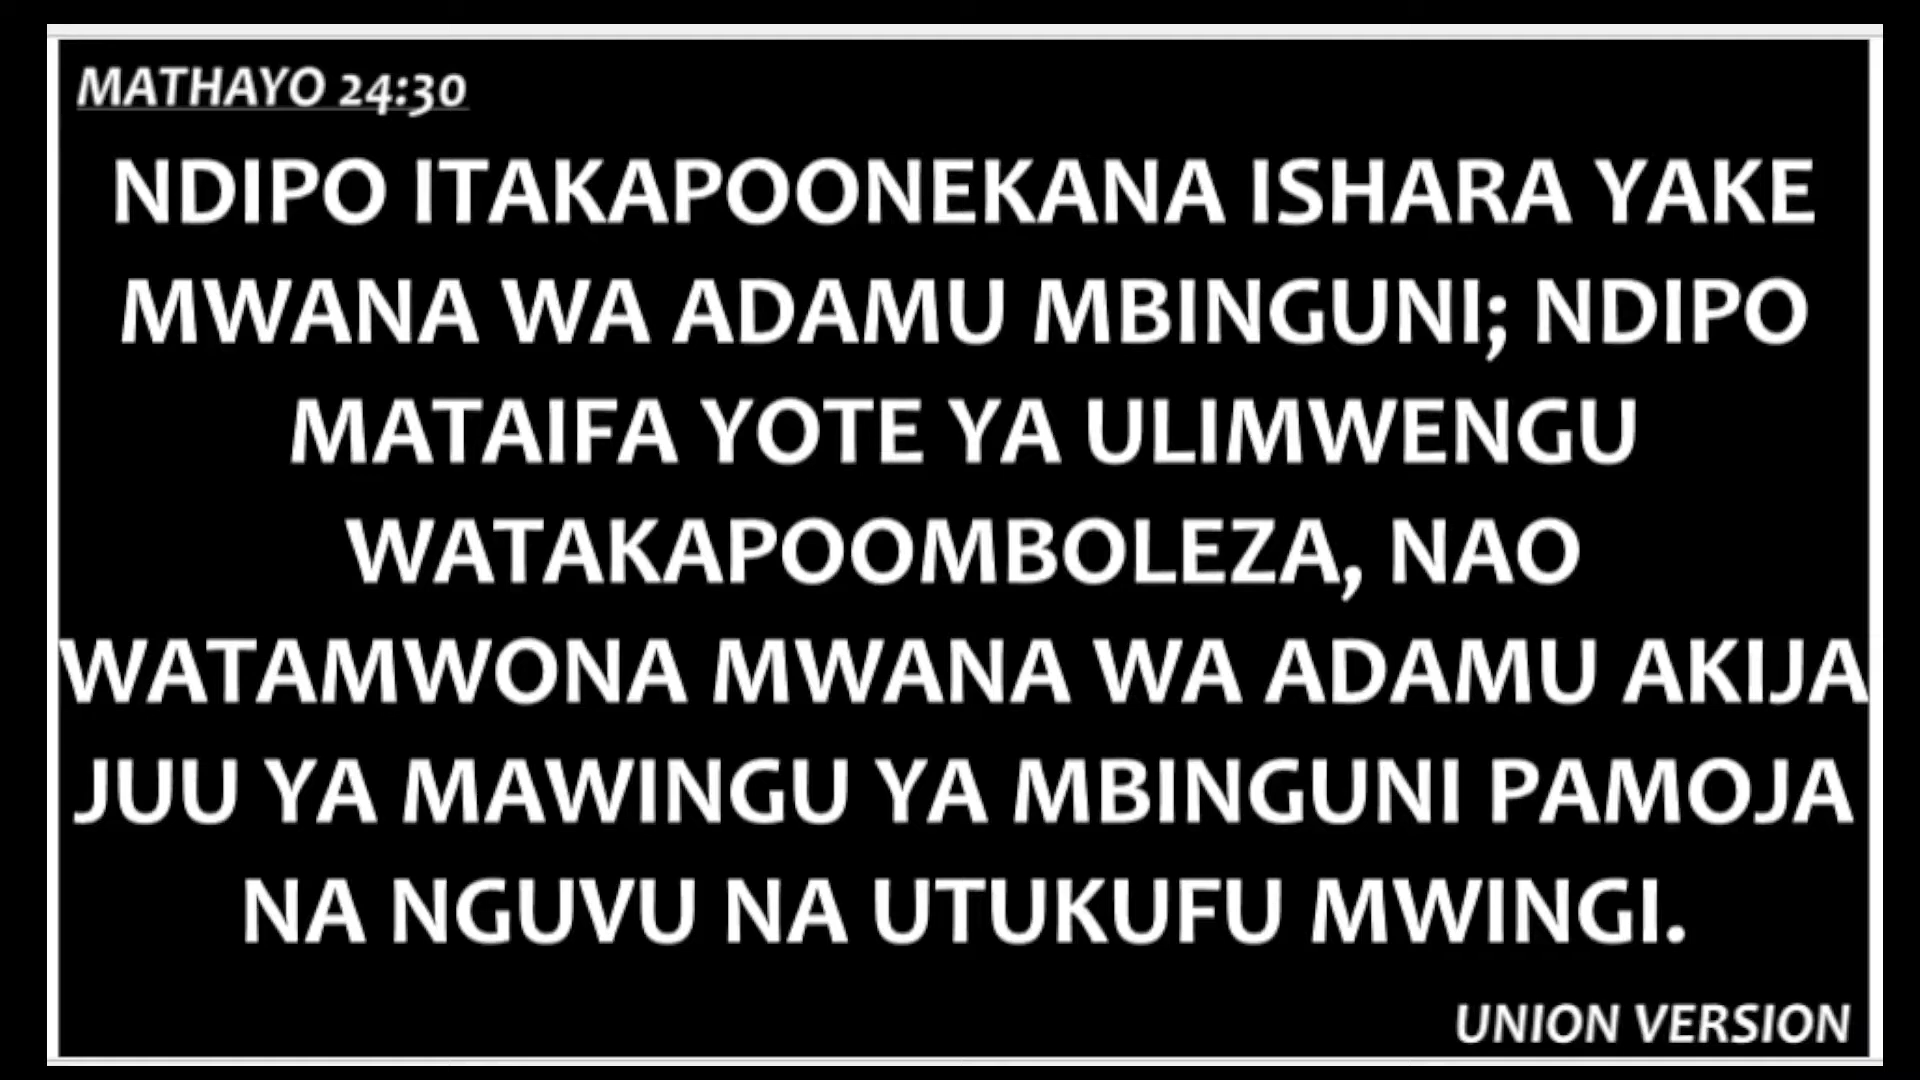 MATHAYO 24:30
NDIPO ITAKAPOONEKANA ISHARA YAKE
MWANA WA ADAMU MBINGUNI; NDIPO
MATAIFA YOTE YA ULIMWENGU
WATAKAPOOMBOLEZA, NAO
WATAMWONA MWANA WA ADAMU AKIJA
JUU YA MAWINGU YA MBINGUNI PAMOJA
NA NGUVU NA UTUKUFU MWINGI.
UNION VERSION